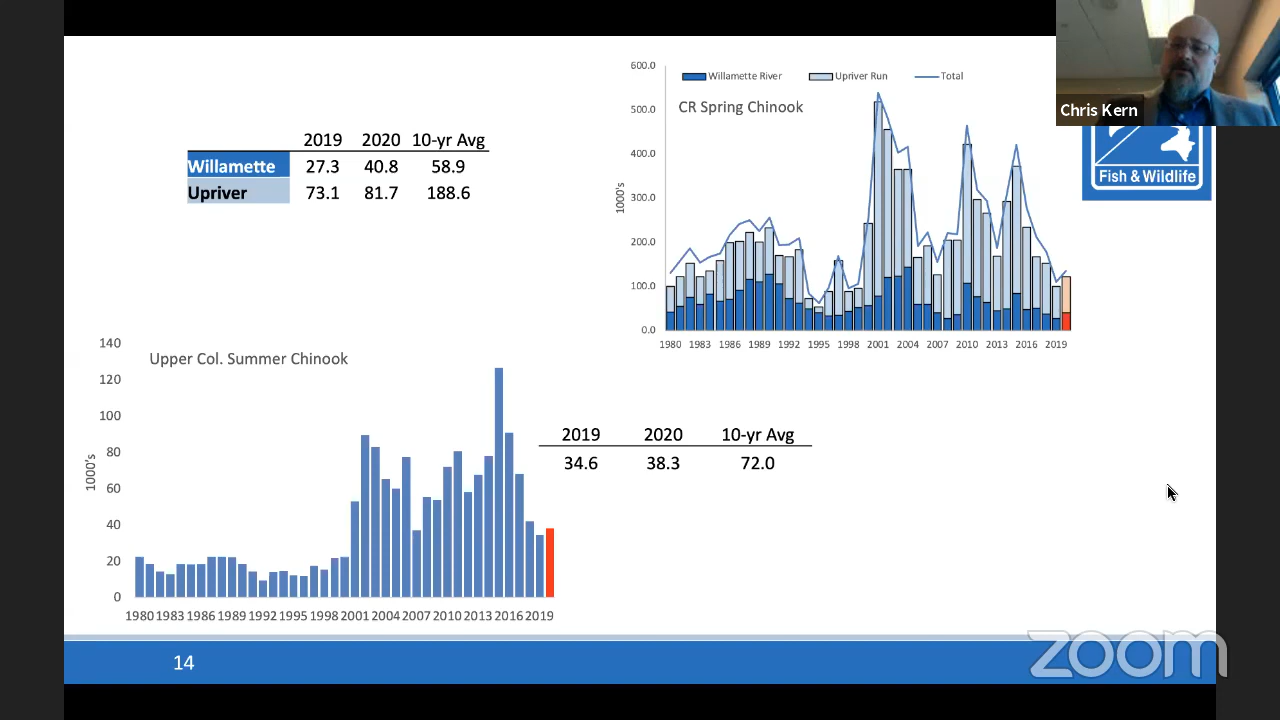 Chris Kern
Fish & Wildlife
2019 2020 10-yr Avg
Willamette 27.3 40.8 58.9
Upriver 73.1 81.7 188.6
Willamette River Upriver Run Total
CR Spring Chinook
1000's
600.0
500.0
400.0
300.0
200.0
100.0
0.0
1980 1983 1986 1989 1992 1995 1998 2001 2004 2007 2010 2013 2016 2019
Upper Col. Summer Chinook
1000's
140
120
100
80
60
40
20
0
1980 1983 1986 1989 1992 1995 1998 2001 2004 2007 2010 2013 2016 2019
2019 2020 10-yr Avg
34.6 38.3 72.0
14
zoom